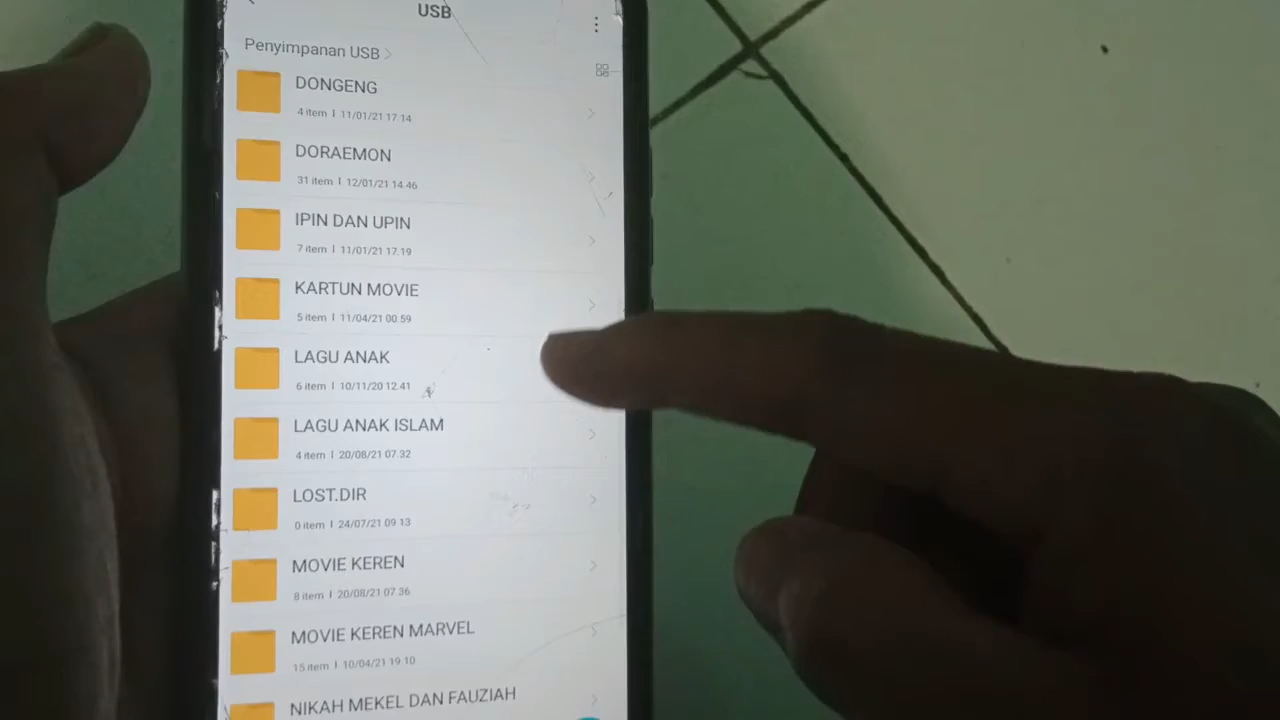 USB
Penyimpanan USB
DONGENG
4 item | 11/01/21 17.14
DORAEMON
31 item | 12/01/21 14.46
IPIN DAN UPIN
7 item | 11/01/21 17.19
KARTUN MOVIE
5 item | 11/04/21 00.59
LAGU ANAK
6 item | 10/11/20 12.41
LAGU ANAK ISLAM
4 item | 20/08/21 07.32
LOST.DIR
0 item | 24/07/21 09.13
MOVIE KEREN
8 item | 20/08/21 07.36
MOVIE KEREN MARVEL
15 item | 10/04/21 19.10
NIKAH MEKEL DAN FAUZIAH